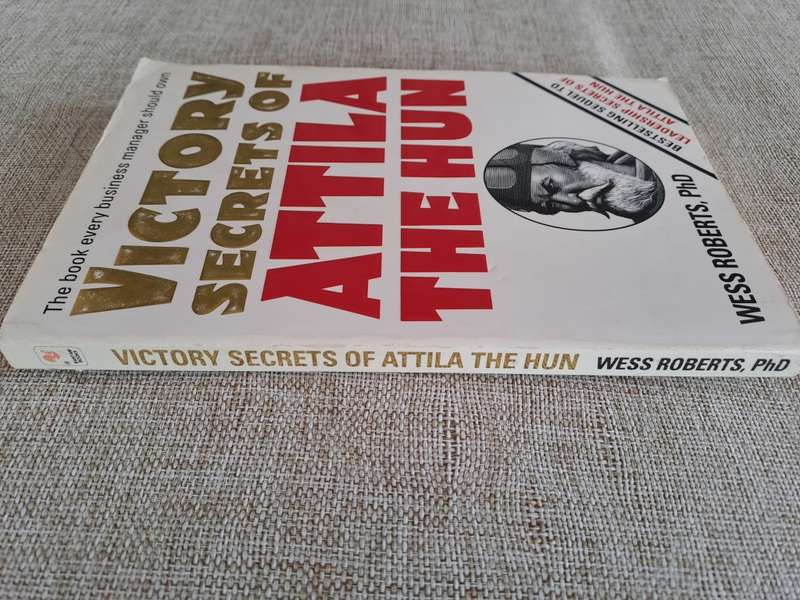 The book every business manager should own
VICTORY
SECRETS OF
ATTILA
THE HUN
BESTSELLING SEQUEL TO
LEADERSHIP SECRETS OF
ATTILA THE HUN
WESS ROBERTS, PhD
VICTORY SECRETS OF ATTILA THE HUN WESS ROBERTS, PhD